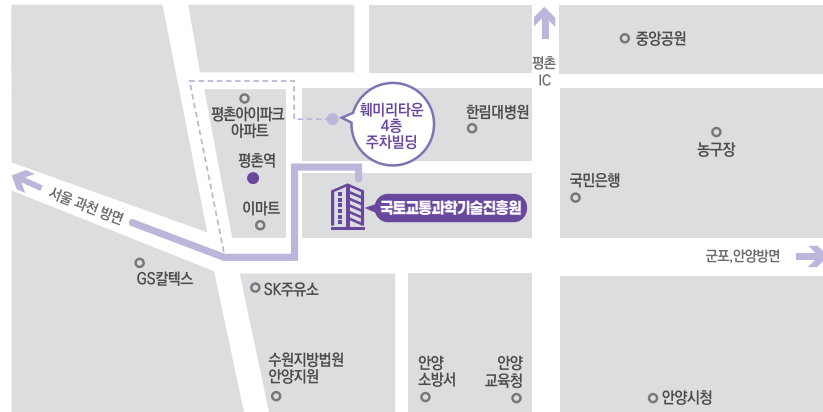 중앙공원
평촌
IC
평촌아이파크
아파트
훼미리타운
4층
주차빌딩
한림대병원
농구장
평촌역
국민은행
이마트
국토교통과학기술진흥원
서울 과천 방면
군포,안양방면
GS칼텍스
SK주유소
수원지방법원
안양지원
안양
소방서
안양
교육청
안양시청